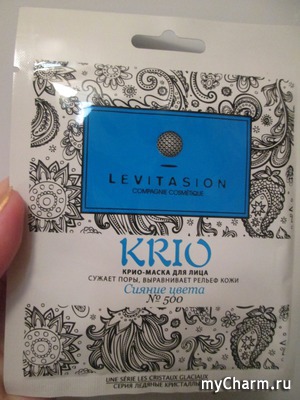 LEVITASION
COMPAGNIE COSMÉTIQUE
KRIO
КРИО-МАСКА ДЛЯ ЛИЦА
СУЖАЕТ ПОРЫ, ВЫРАВНИВАЕТ РЕЛЬЕФ КОЖИ
Сияние цвета
№ 500
UNE SÉRIE LES CRISTAUX GLACIAUX
СЕРИЯ ЛЕДЯНЫЕ КРИСТАЛЛЫ
myCharm.ru